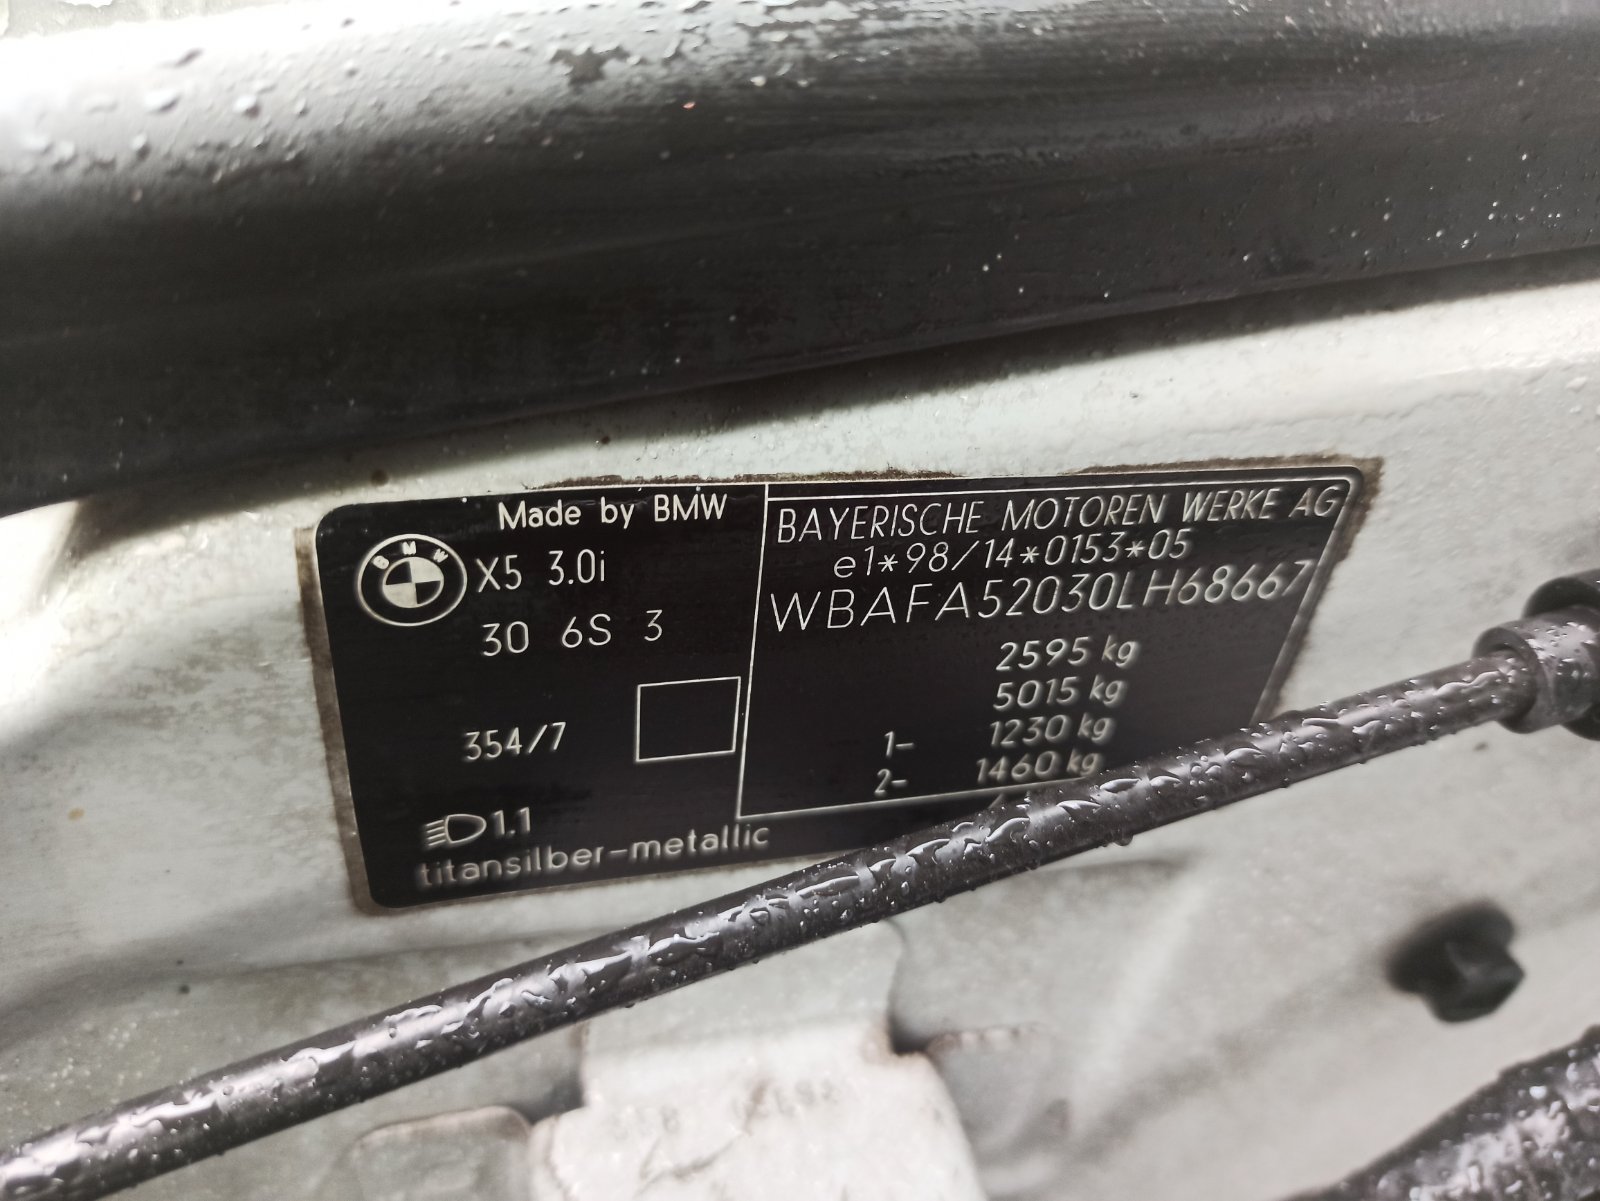 Made by BMW
BMW
X5 3.0i
30 6S 3
354/7
1.1
titansilber-metallic
BAYERISCHE MOTOREN WERKE AG
e1*98/14*0153*05
WBAFA52030LH68667
2595 kg
5015 kg
1- 1230 kg
2- 1460 kg